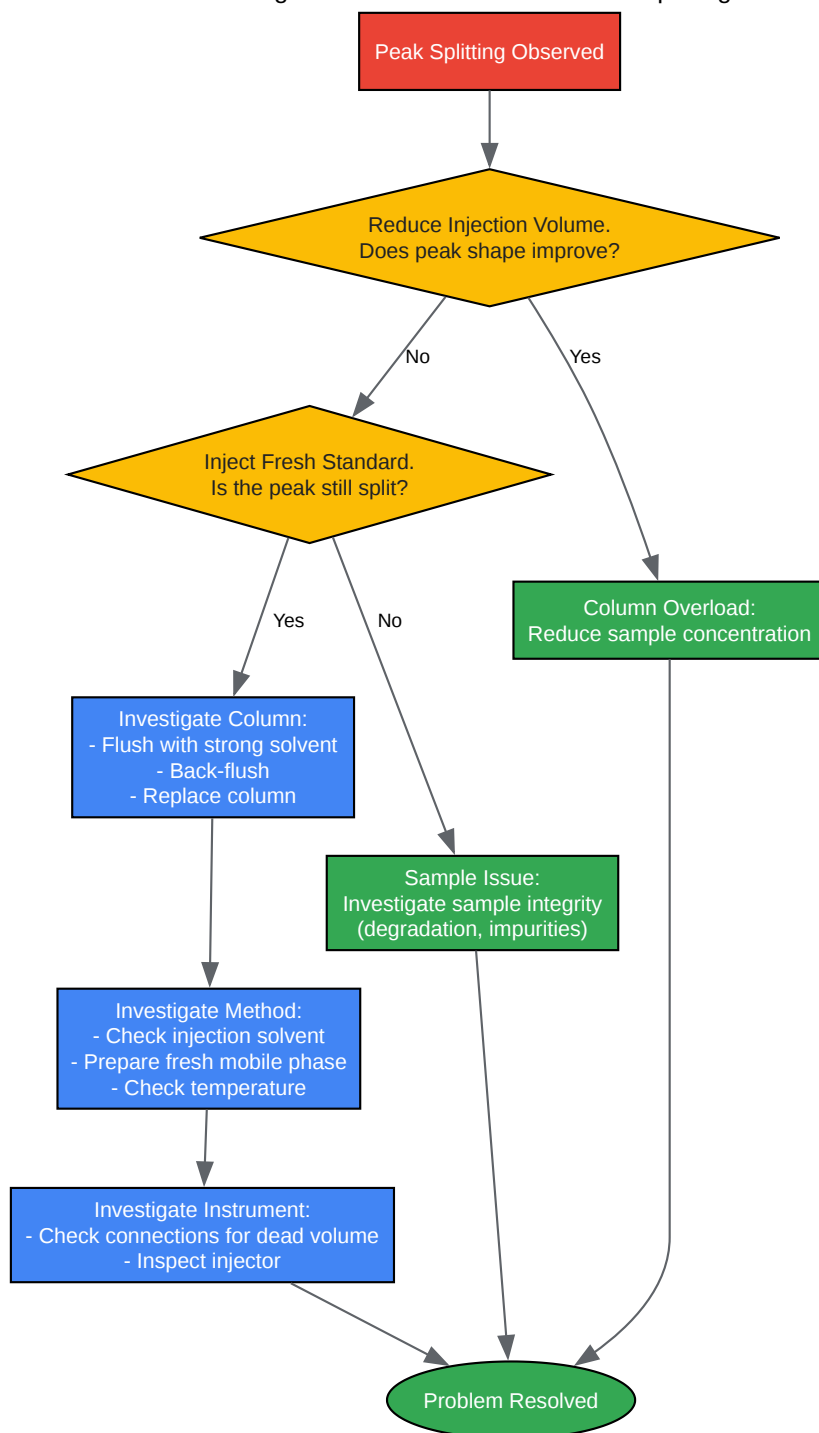 Peak Splitting Observed
Reduce Injection Volume.
Does peak shape improve?
No
Yes
Inject Fresh Standard.
Is the peak still split?
Yes
No
Column Overload:
Reduce sample concentration
Investigate Column:
- Flush with strong solvent
- Back-flush
- Replace column
Sample Issue:
Investigate sample integrity
(degradation, impurities)
Investigate Method:
- Check injection solvent
- Prepare fresh mobile phase
- Check temperature
Investigate Instrument:
- Check connections for dead volume
- Inspect injector
Problem Resolved